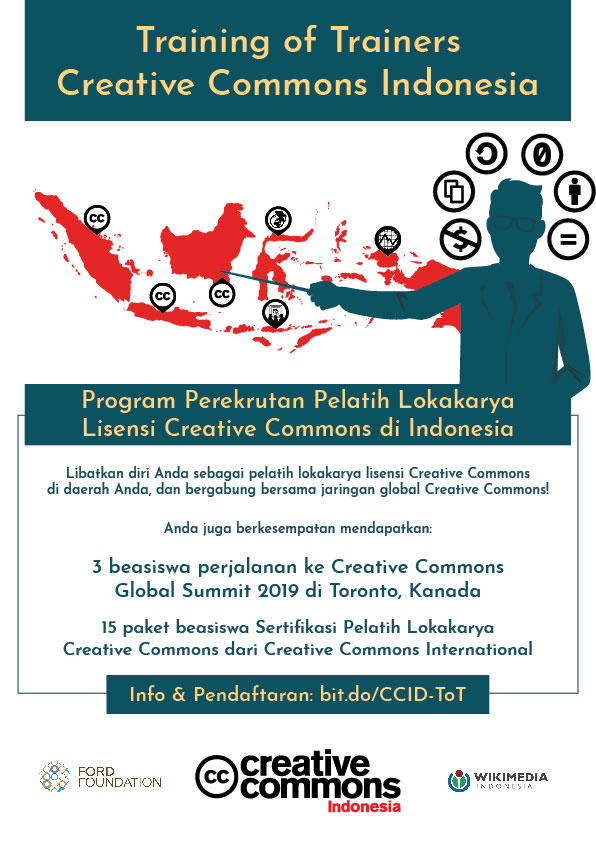 Training of Trainers
Creative Commons Indonesia
Program Perekrutan Pelatih Lokakarya
Lisensi Creative Commons di Indonesia
Libatkan diri Anda sebagai pelatih lokakarya lisensi Creative Commons
di daerah Anda, dan bergabung bersama jaringan global Creative Commons!
Anda juga berkesempatan mendapatkan:
3 beasiswa perjalanan ke Creative Commons
Global Summit 2019 di Toronto, Kanada
15 paket beasiswa Sertifikasi Pelatih Lokakarya
Creative Commons dari Creative Commons International
Info & Pendaftaran: bit.do/CCID-ToT
FORD
FOUNDATION
cc creative
commons
Indonesia
WIKIMEDIA
INDONESIA